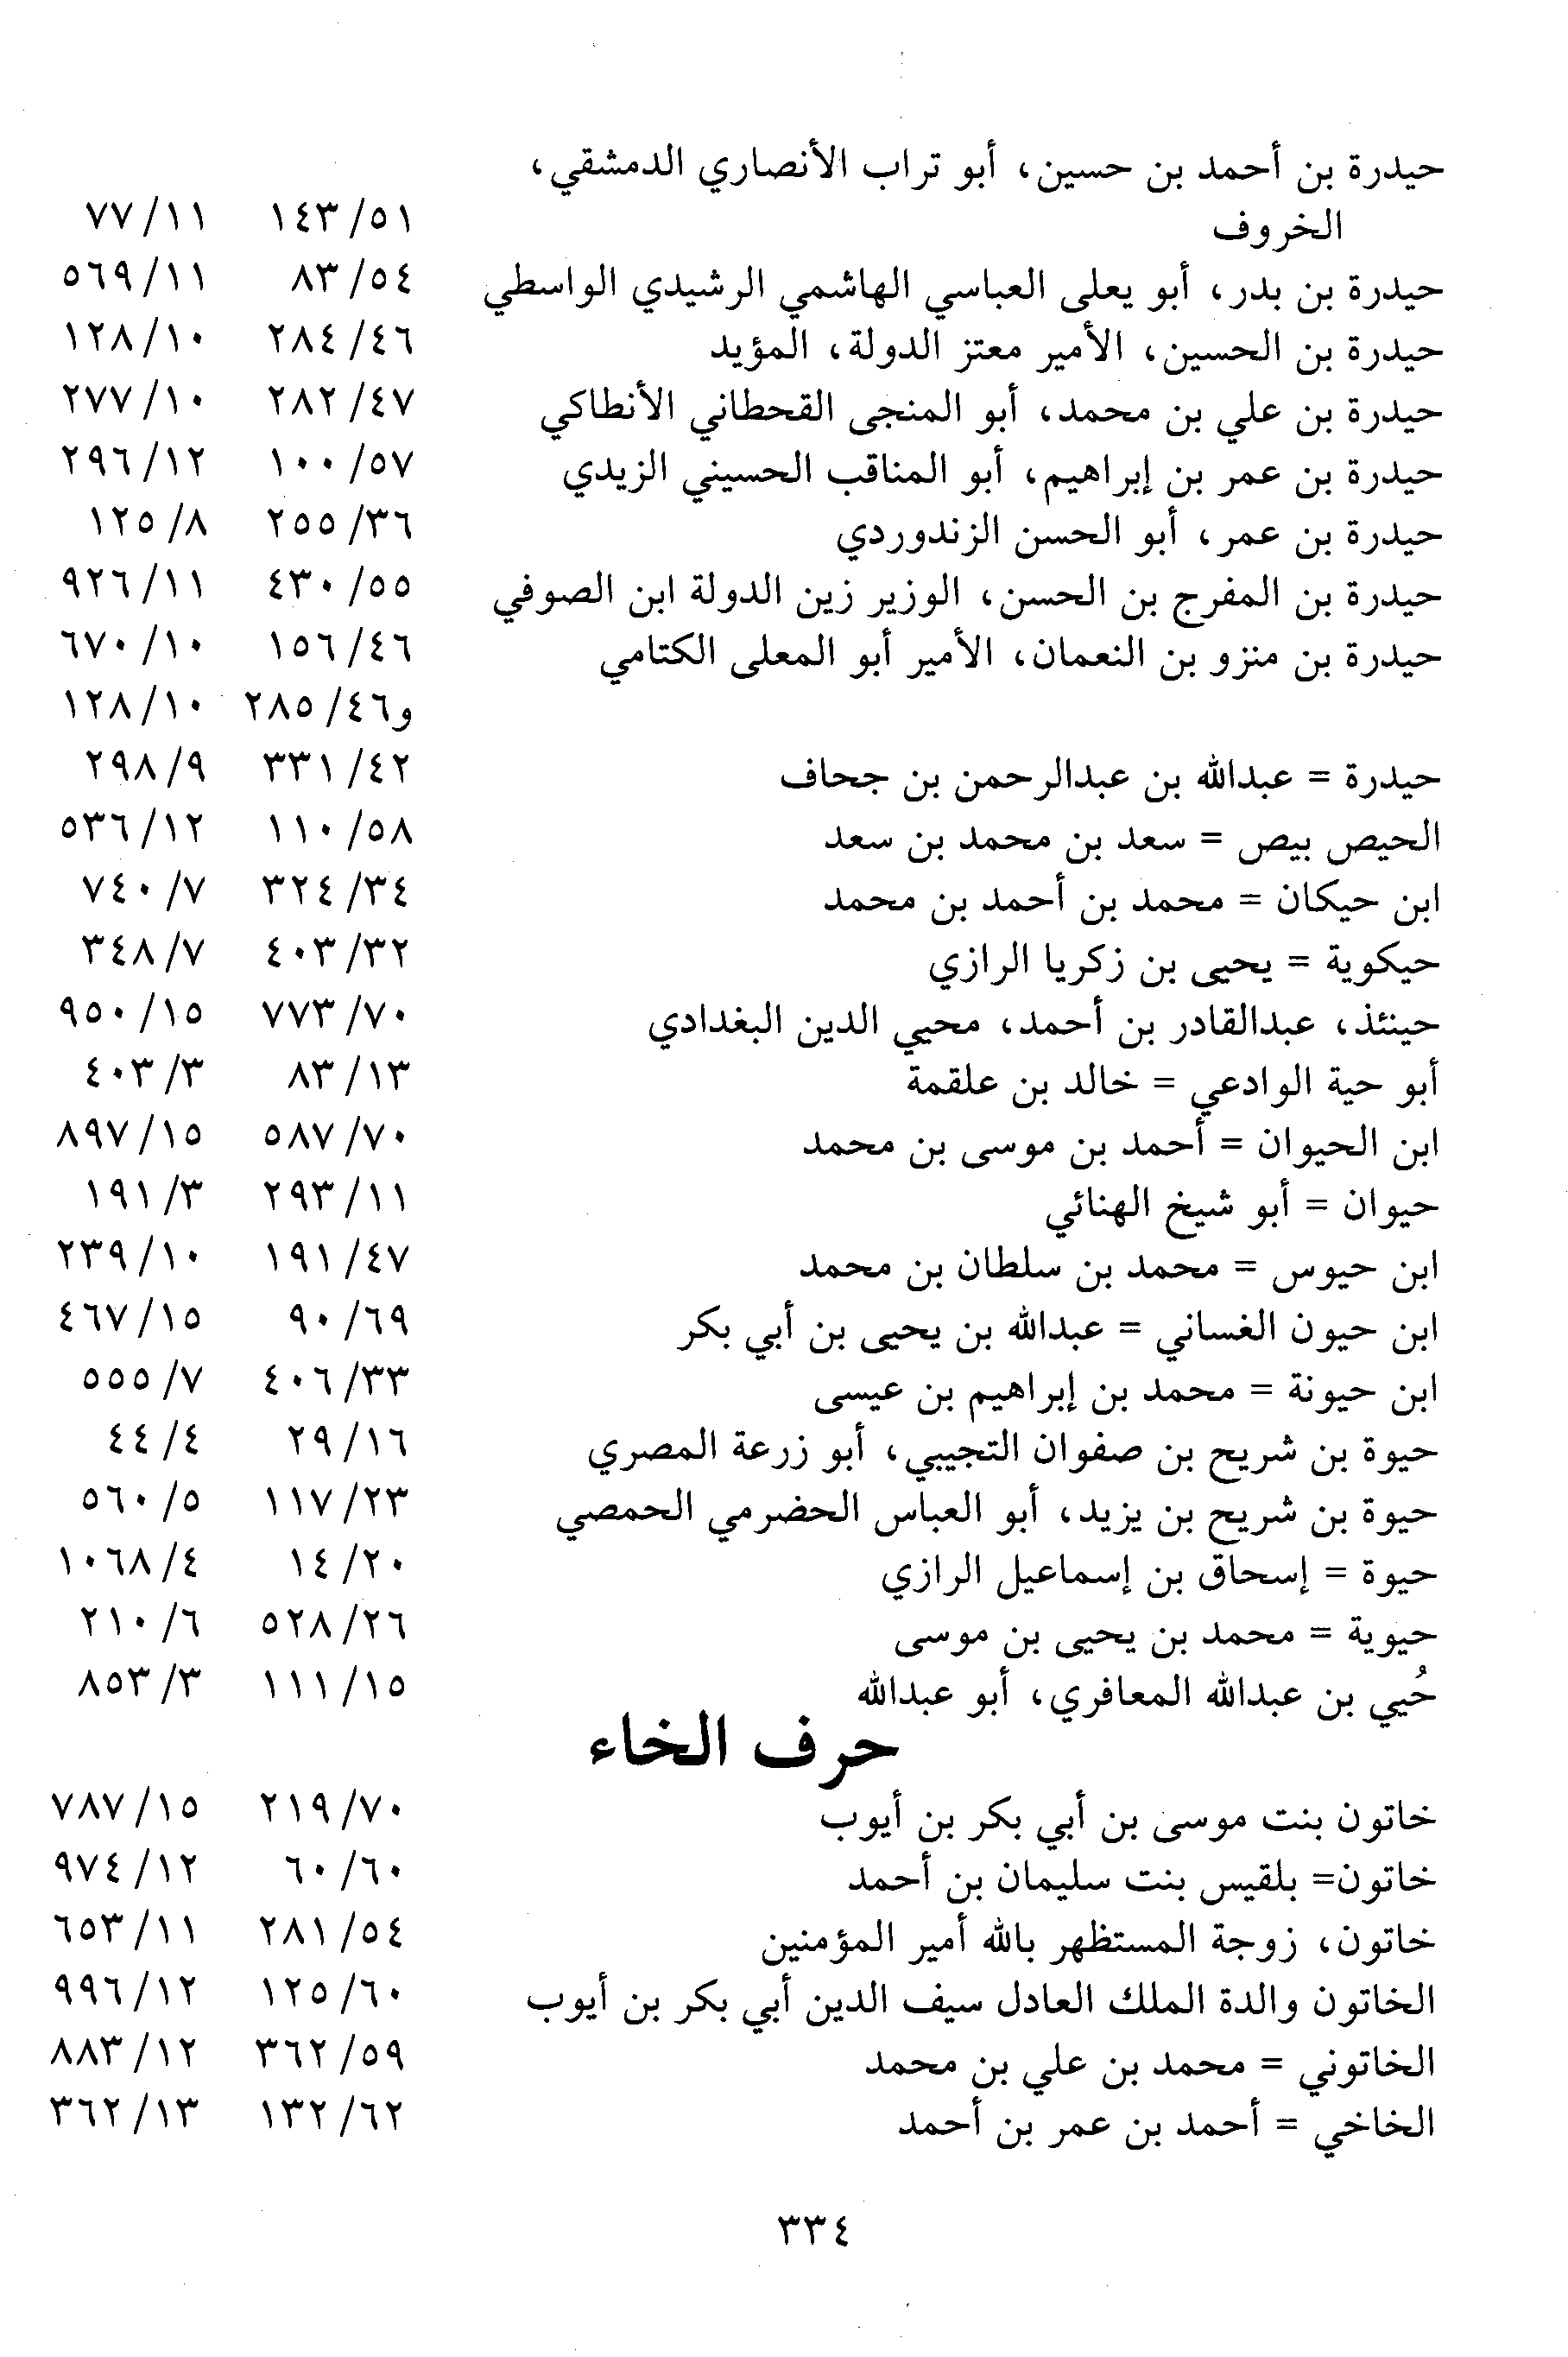 حيدرة بن أحمد بن حسين، أبو تراب الأنصاري الدمشقي،
الخروف ٥١/ ١٤٣ ١١/ ٧٧
حيدرة بن بدر، أبو يعلى العباسي الهاشمي الرشيدي الواسطي ٥٤/ ٨٣ ١١/ ٥٦٩
حيدرة بن الحسين، الأمير معتز الدولة، المؤيد ٤٦/ ٢٨٤ ١٠/ ١٢٨
حيدرة بن علي بن محمد، أبو المنجى القحطاني الأنطاكي ٤٧/ ٢٨٢ ١٠/ ٢٧٧
حيدرة بن عمر بن إبراهيم، أبو المناقب الحسيني الزيدي ٥٧/ ١٠٠ ١٢/ ٢٩٦
حيدرة بن عمر، أبو الحسن الزندوردي ٣٦/ ٢٥٥ ٨/ ١٢٥
حيدرة بن المفرج بن الحسن، الوزير زين الدولة ابن الصوفي ٥٥/ ٤٣٠ ١١/ ٩٢٦
حيدرة بن منزو بن النعمان، الأمير أبو المعلى الكتامي ٤٦/ ١٥٦ ١٠/ ٦٧٠
و٤٦/ ٢٨٥ ١٠/ ١٢٨
حيدرة = عبدالله بن عبدالرحمن بن جحاف ٤٢/ ٣٣١ ٩/ ٢٩٨
الحيص بيص = سعد بن محمد بن سعد ٥٨/ ١١٠ ١٢/ ٥٣٦
ابن حيكان = محمد بن أحمد بن محمد ٣٤/ ٣٢٤ ٧/ ٧٤٠
حيكوية = يحيى بن زكريا الرازي ٣٢/ ٤٠٣ ٧/ ٣٤٨
حينئذ، عبدالقادر بن أحمد، محيي الدين البغدادي ٧٠/ ٧٧٣ ١٥/ ٩٥٠
أبو حية الوادعي = خالد بن علقمة ١٣/ ٨٣ ٣/ ٤٠٣
ابن الحيوان = أحمد بن موسى بن محمد ٧٠/ ٥٨٧ ١٥/ ٨٩٧
حيوان = أبو شيخ الهنائي ١١/ ٢٩٣ ٣/ ١٩١
ابن حيوس = محمد بن سلطان بن محمد ٤٧/ ١٩١ ١٠/ ٢٣٩
ابن حيون الغساني = عبدالله بن يحيى بن أبي بكر ٦٩/ ٩٠ ١٥/ ٤٦٧
ابن حيونة = محمد بن إبراهيم بن عيسى ٣٣/ ٤٠٦ ٧/ ٥٥٥
حيوة بن شريح بن صفوان التجيبي، أبو زرعة المصري ١٦/ ٢٩ ٤/ ٤٤
حيوة بن شريح بن يزيد، أبو العباس الحضرمي الحمصي ٢٣/ ١١٧ ٥/ ٥٦٠
حيوة = إسحاق بن إسماعيل الرازي ٢٠/ ١٤ ٤/ ١٠٦٨
حيوية = محمد بن يحيى بن موسى ٢٦/ ٥٢٨ ٦/ ٢١٠
حُيي بن عبدالله المعافري، أبو عبدالله ١٥/ ١١١ ٣/ ٨٥٣
حرف الخاء
خاتون بنت موسى بن أبي بكر بن أيوب ٧٠/ ٢١٩ ١٥/ ٧٨٧
خاتون= بلقيس بنت سليمان بن أحمد ٦٠/ ٦٠ ١٢/ ٩٧٤
خاتون، زوجة المستظهر بالله أمير المؤمنين ٥٤/ ٢٨١ ١١/ ٦٥٣
الخاتون والدة الملك العادل سيف الدين أبي بكر بن أيوب ٦٠/ ١٢٥ ١٢/ ٩٩٦
الخاتوني = محمد بن علي بن محمد ٥٩/ ٣٦٢ ١٢/ ٨٨٣
الخاخي = أحمد بن عمر بن أحمد ٦٢/ ١٣٢ ١٣/ ٣٦٢
٣٣٤